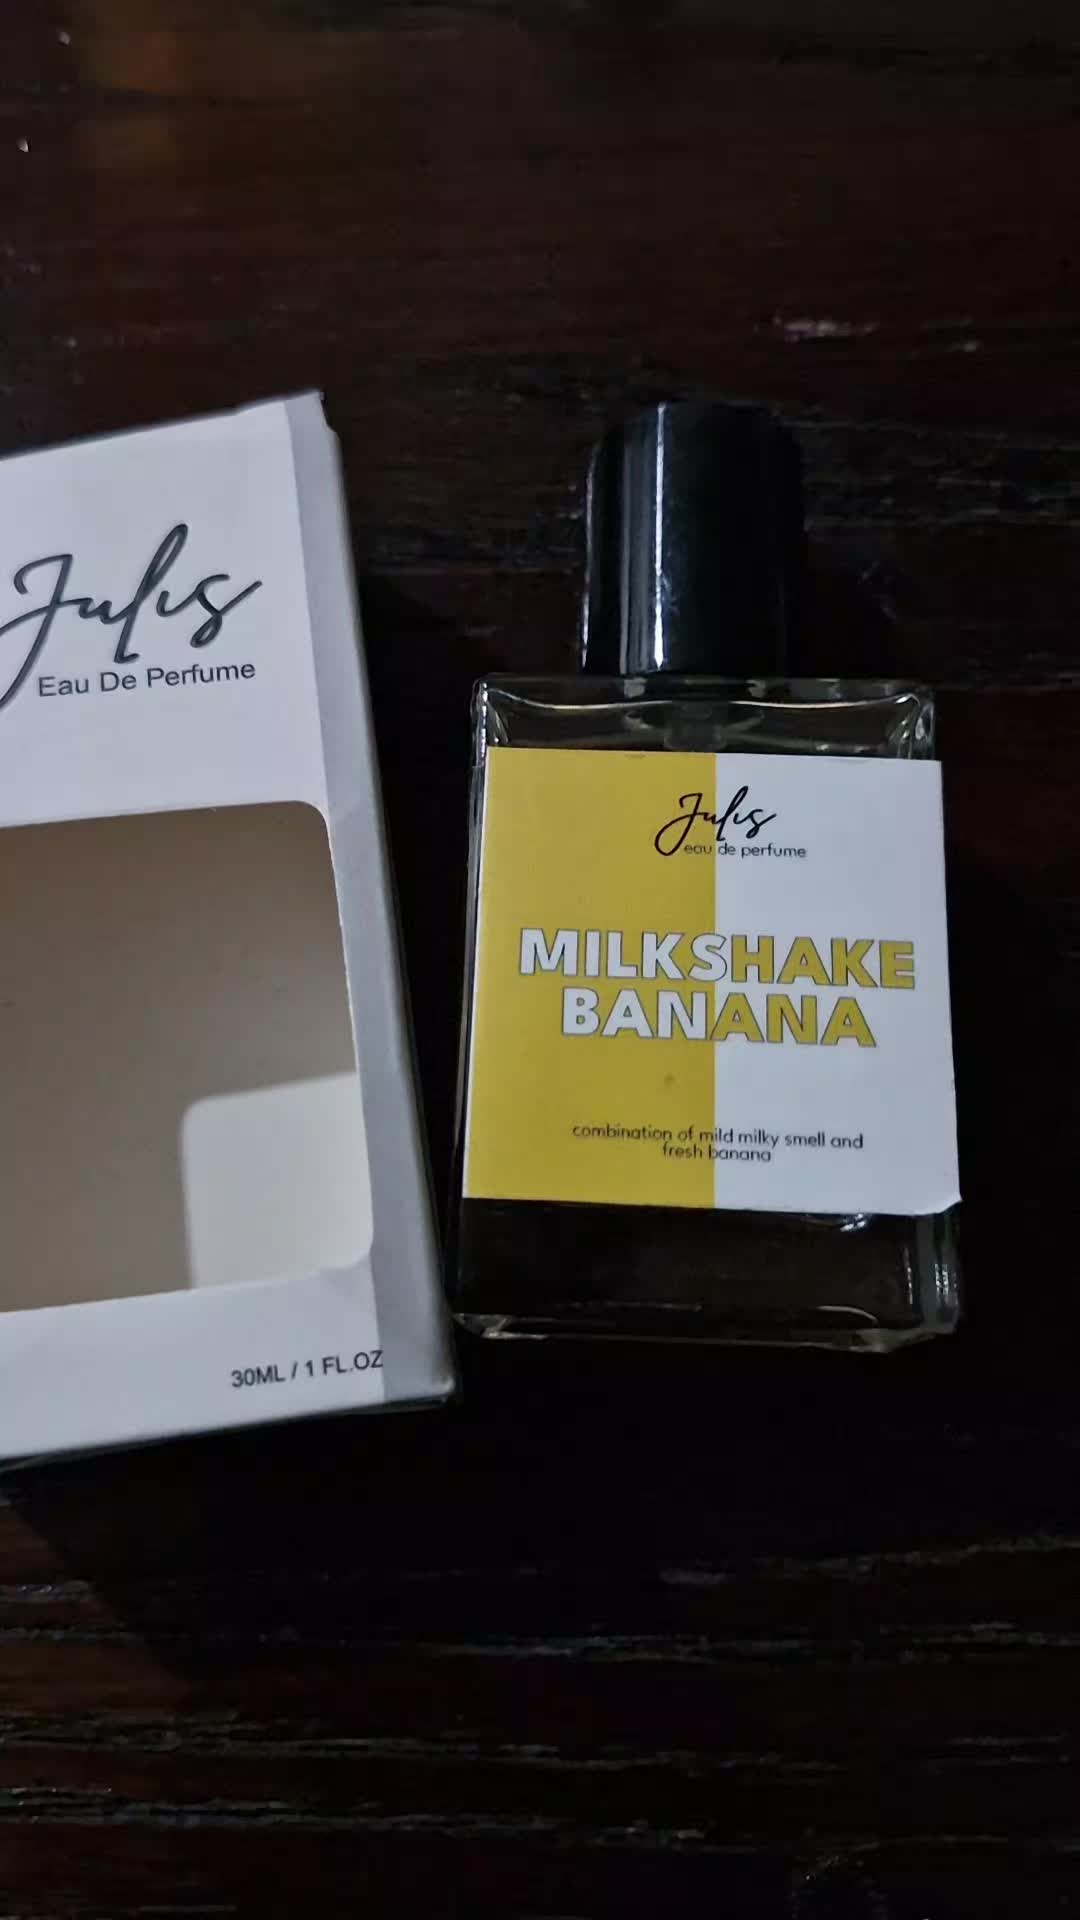 Julis
Eau De Perfume
30ML / 1 FL.OZ
Julis
eau de perfume
MILKSHAKE
BANANA
combination of mild milky smell and
fresh banana